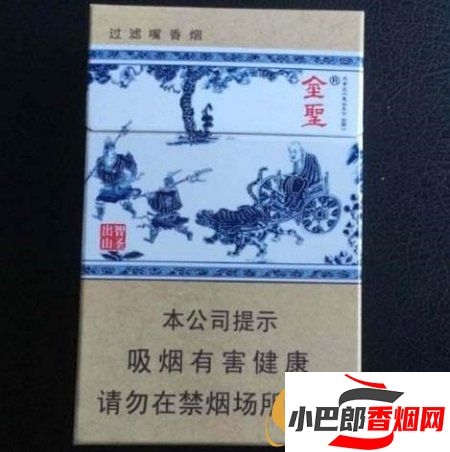 过滤嘴香烟
金聖®
智圣
出山
本公司提示
吸烟有害健康
请勿在禁烟场所
小巴郎香烟网